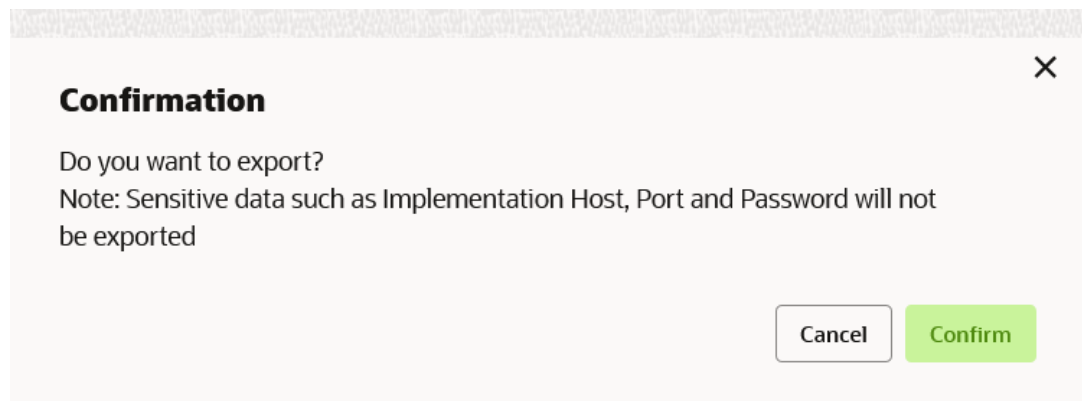 Confirmation
Do you want to export?
Note: Sensitive data such as Implementation Host, Port and Password will not
be exported
Cancel
Confirm